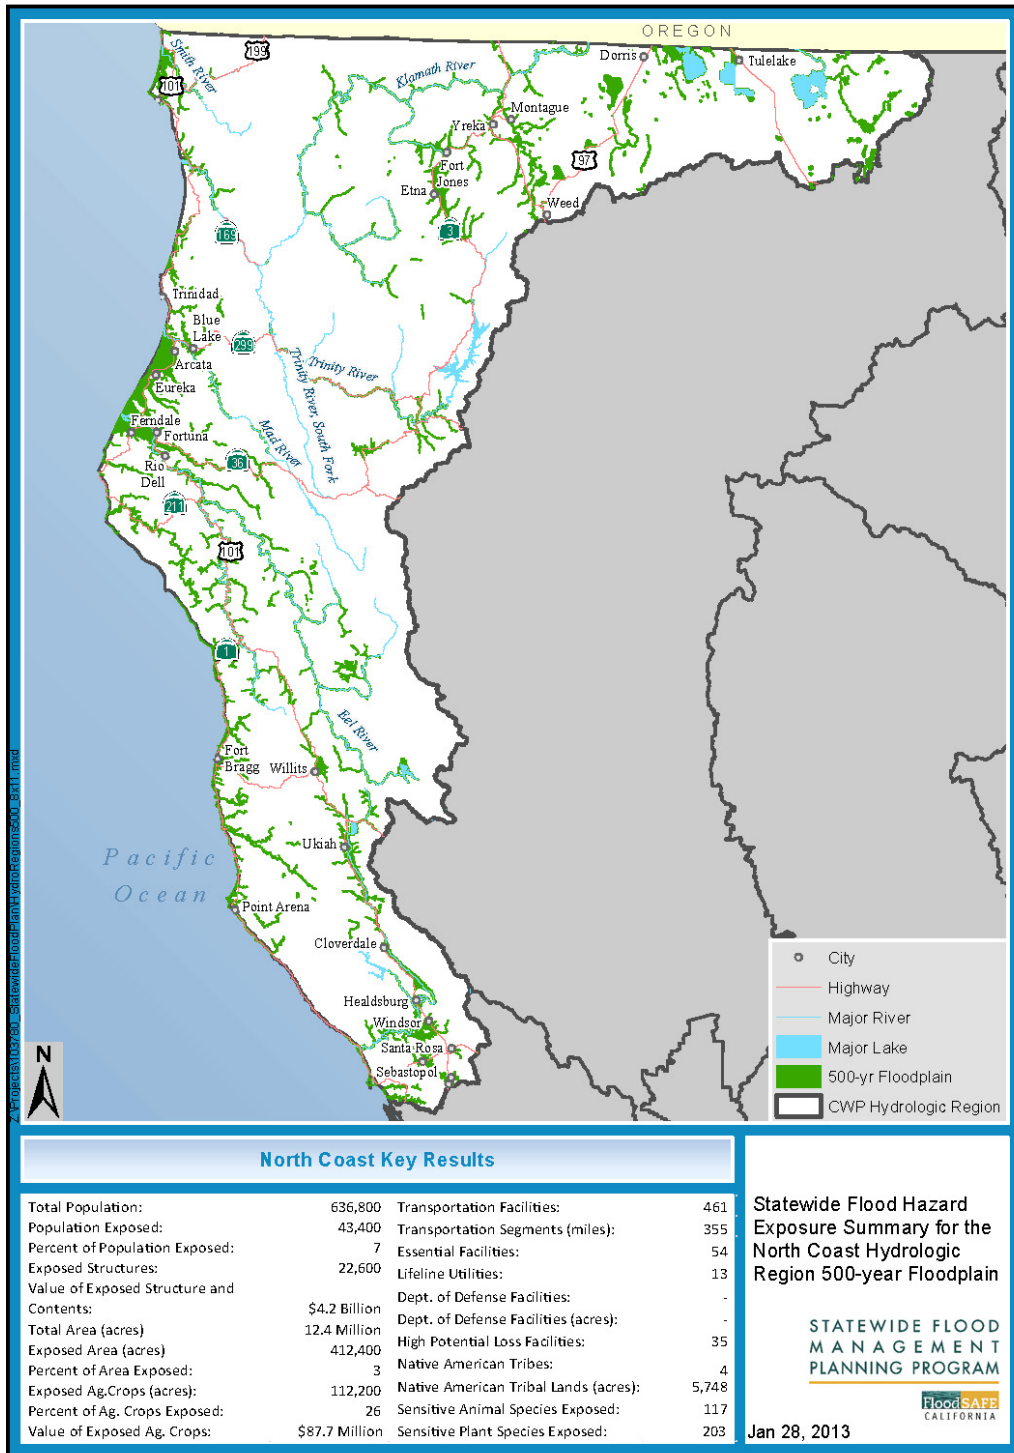 OREGON
199
Smith River
101
Klamath River
Dorris
Tulelake
Montague
Yreka
97
Fort
Jones
Etna
3
Weed
169
Trinidad
Blue
Lake
299
Arcata
Trinity River
Trinity River, South Fork
Eureka
Ferndale
Fortuna
Mad River
Rio
Dell
36
211
101
1
Eel River
Fort
Bragg
Willits
Ukiah
Pacific
Ocean
Point Arena
Cloverdale
Healdsburg
Windsor
Santa Rosa
Sebastopol
N
City
Highway
Major River
Major Lake
500-yr Floodplain
CWP Hydrologic Region
North Coast Key Results
Total Population: 636,800
Population Exposed: 43,400
Percent of Population Exposed: 7
Exposed Structures: 22,600
Value of Exposed Structure and
Contents: $4.2 Billion
Total Area (acres) 12.4 Million
Exposed Area (acres) 412,400
Percent of Area Exposed: 3
Exposed Ag.Crops (acres): 112,200
Percent of Ag. Crops Exposed: 26
Value of Exposed Ag. Crops: $87.7 Million
Transportation Facilities: 461
Transportation Segments (miles): 355
Essential Facilities: 54
Lifeline Utilities: 13
Dept. of Defense Facilities: -
Dept. of Defense Facilities (acres): -
High Potential Loss Facilities: 35
Native American Tribes: 4
Native American Tribal Lands (acres): 5,748
Sensitive Animal Species Exposed: 117
Sensitive Plant Species Exposed: 203
Statewide Flood Hazard
Exposure Summary for the
North Coast Hydrologic
Region 500-year Floodplain
STATEWIDE FLOOD
MANAGEMENT
PLANNING PROGRAM
FloodSAFE
CALIFORNIA
Jan 28, 2013